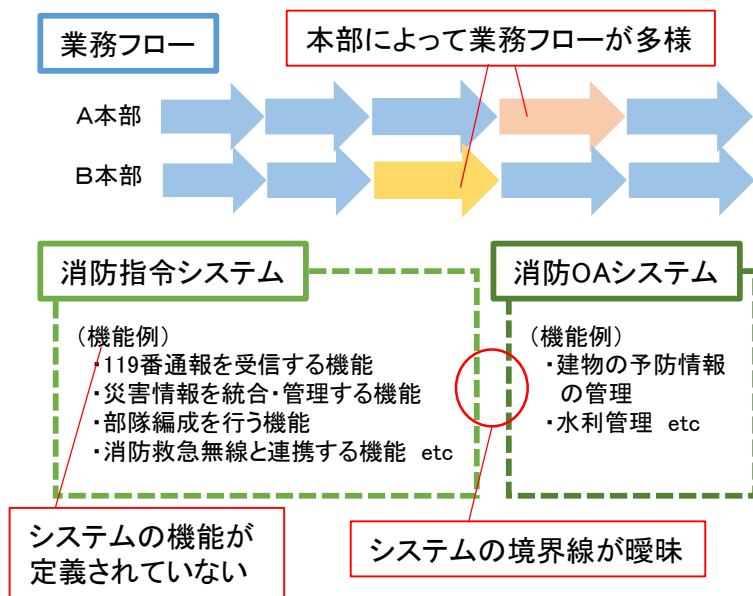 業務フロー
本部によって業務フローが多様
A本部
B本部
消防指令システム
（機能例）
・119番通報を受信する機能
・災害情報を統合・管理する機能
・部隊編成を行う機能
・消防救急無線と連携する機能 etc
消防OAシステム
（機能例）
・建物の予防情報
の管理
・水利管理 etc
システムの機能が
定義されていない
システムの境界線が曖昧